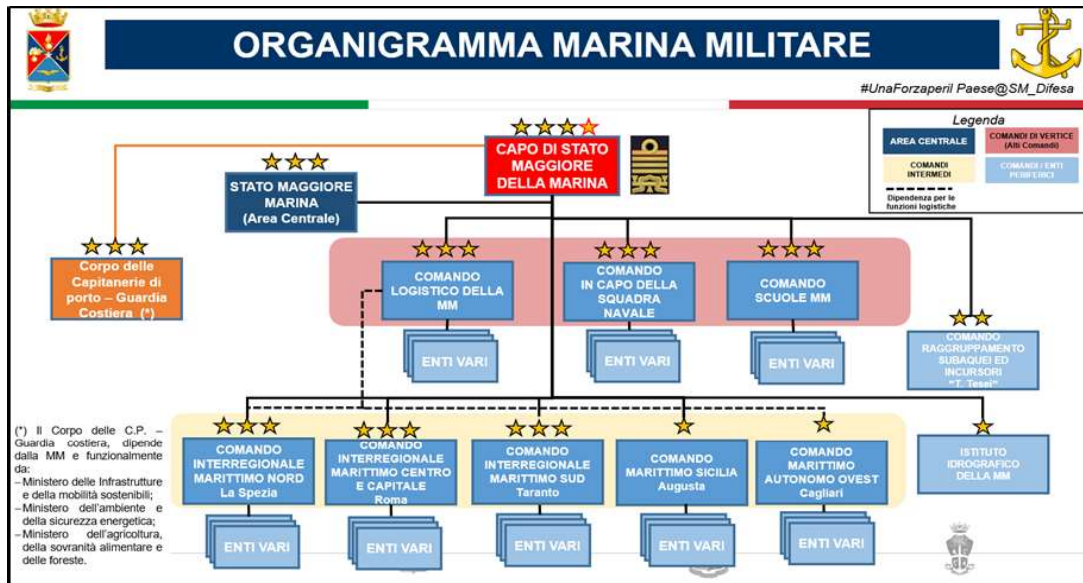 ORGANIGRAMMA MARINA MILITARE
#UnaForzaperil Paese@SM_Difesa
Legenda
AREA CENTRALE
COMANDI DI VERTICE
(Alti Comandi)
COMANDI
INTERMEDI
COMANDI / ENTI
PERIFERICI
Dipendenza per le
funzioni logistiche
CAPO DI STATO
MAGGIORE
DELLA MARINA
STATO MAGGIORE
MARINA
(Area Centrale)
Corpo delle
Capitanerie di
porto – Guardia
Costiera (*)
COMANDO
LOGISTICO DELLA
MM
COMANDO
IN CAPO DELLA
SQUADRA
NAVALE
COMANDO
SCUOLE MM
ENTI VARI
ENTI VARI
ENTI VARI
COMANDO
RAGGRUPPAMENTO
SUBAQUEI ED
INCURSORI
"T. Tesei"
(*) Il Corpo delle C.P. –
Guardia costiera, dipende
dalla MM e funzionalmente
da:
–Ministero delle Infrastrutture
e della mobilità sostenibili;
–Ministero dell'ambiente e
della sicurezza energetica;
–Ministero dell'agricoltura,
della sovranità alimentare e
delle foreste.
COMANDO
INTERREGIONALE
MARITTIMO NORD
La Spezia
COMANDO
INTERREGIONALE
MARITTIMO CENTRO
E CAPITALE
Roma
COMANDO
INTERREGIONALE
MARITTIMO SUD
Taranto
COMANDO
MARITTIMO SICILIA
Augusta
COMANDO
MARITTIMO
AUTONOMO OVEST
Cagliari
ISTITUTO
IDROGRAFICO
DELLA MM
ENTI VARI
ENTI VARI
ENTI VARI
ENTI VARI
ENTI VARI